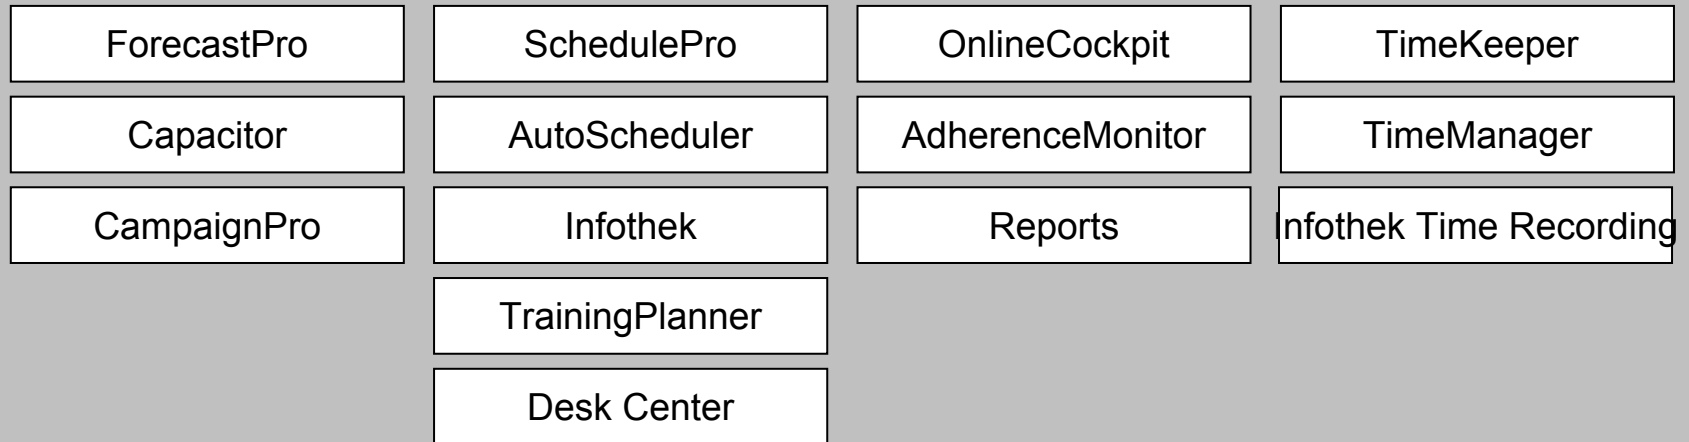 ForecastPro
SchedulePro
OnlineCockpit
TimeKeeper
Capacitor
AutoScheduler
AdherenceMonitor
TimeManager
CampaignPro
Infothek
Reports
Infothek Time Recording
TrainingPlanner
Desk Center